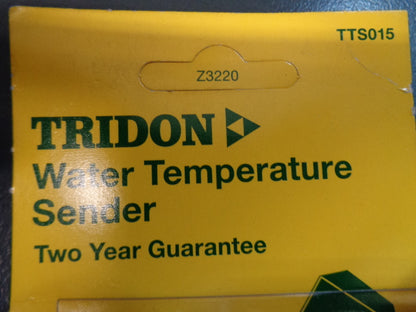 TTS015
Z3220
TRIDON
Water Temperature
Sender
Two Year Guarantee